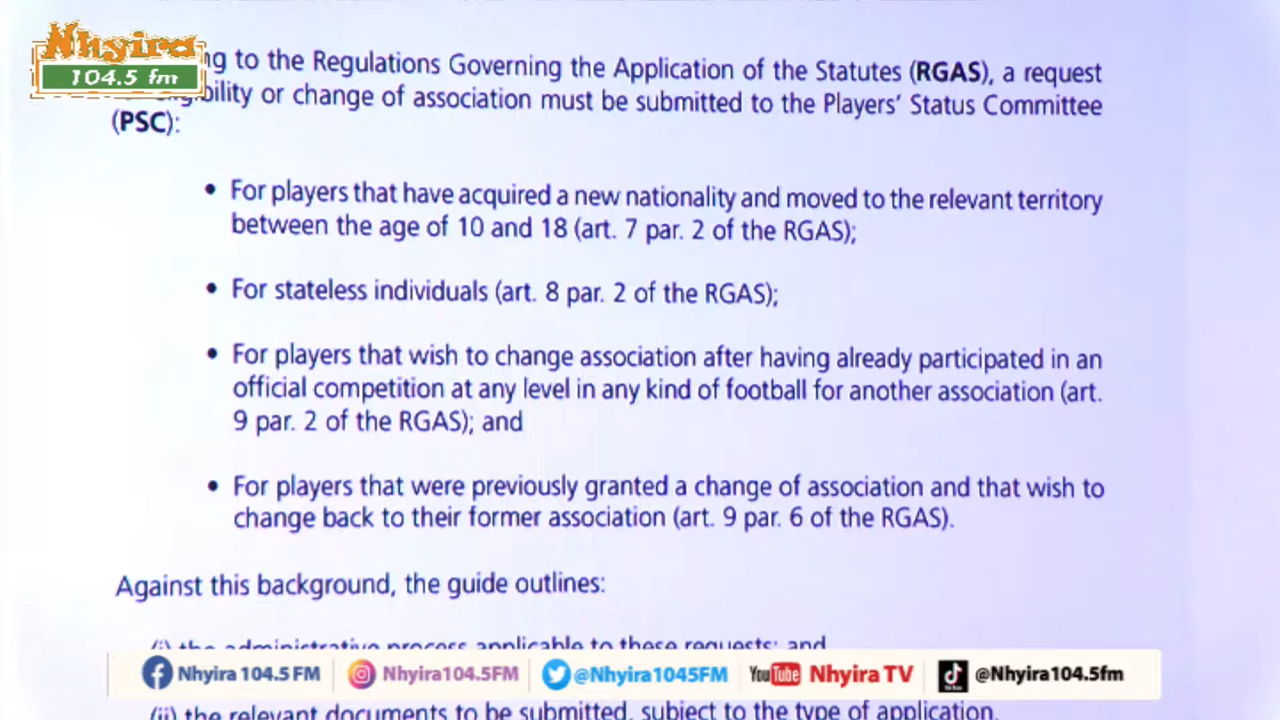 Nhyira
104.5 fm
to the Regulations Governing the Application of the Statutes (RGAS), a request
or change of association must be submitted to the Players' Status Committee
(PSC):
• For players that have acquired a new nationality and moved to the relevant territory
between the age of 10 and 18 (art. 7 par. 2 of the RGAS);
• For stateless individuals (art. 8 par. 2 of the RGAS);
• For players that wish to change association after having already participated in an
official competition at any level in any kind of football for another association (art.
9 par. 2 of the RGAS); and
• For players that were previously granted a change of association and that wish to
change back to their former association (art. 9 par. 6 of the RGAS).
Against this background, the guide outlines:
(i) the administrative process applicable to these requests; and
Nhyira 104.5 FM Nhyira104.5FM @Nhyira1045FM YouTube Nhyira TV @Nhyira104.5fm
(ii) the relevant documents to be submitted, subject to the type of application.